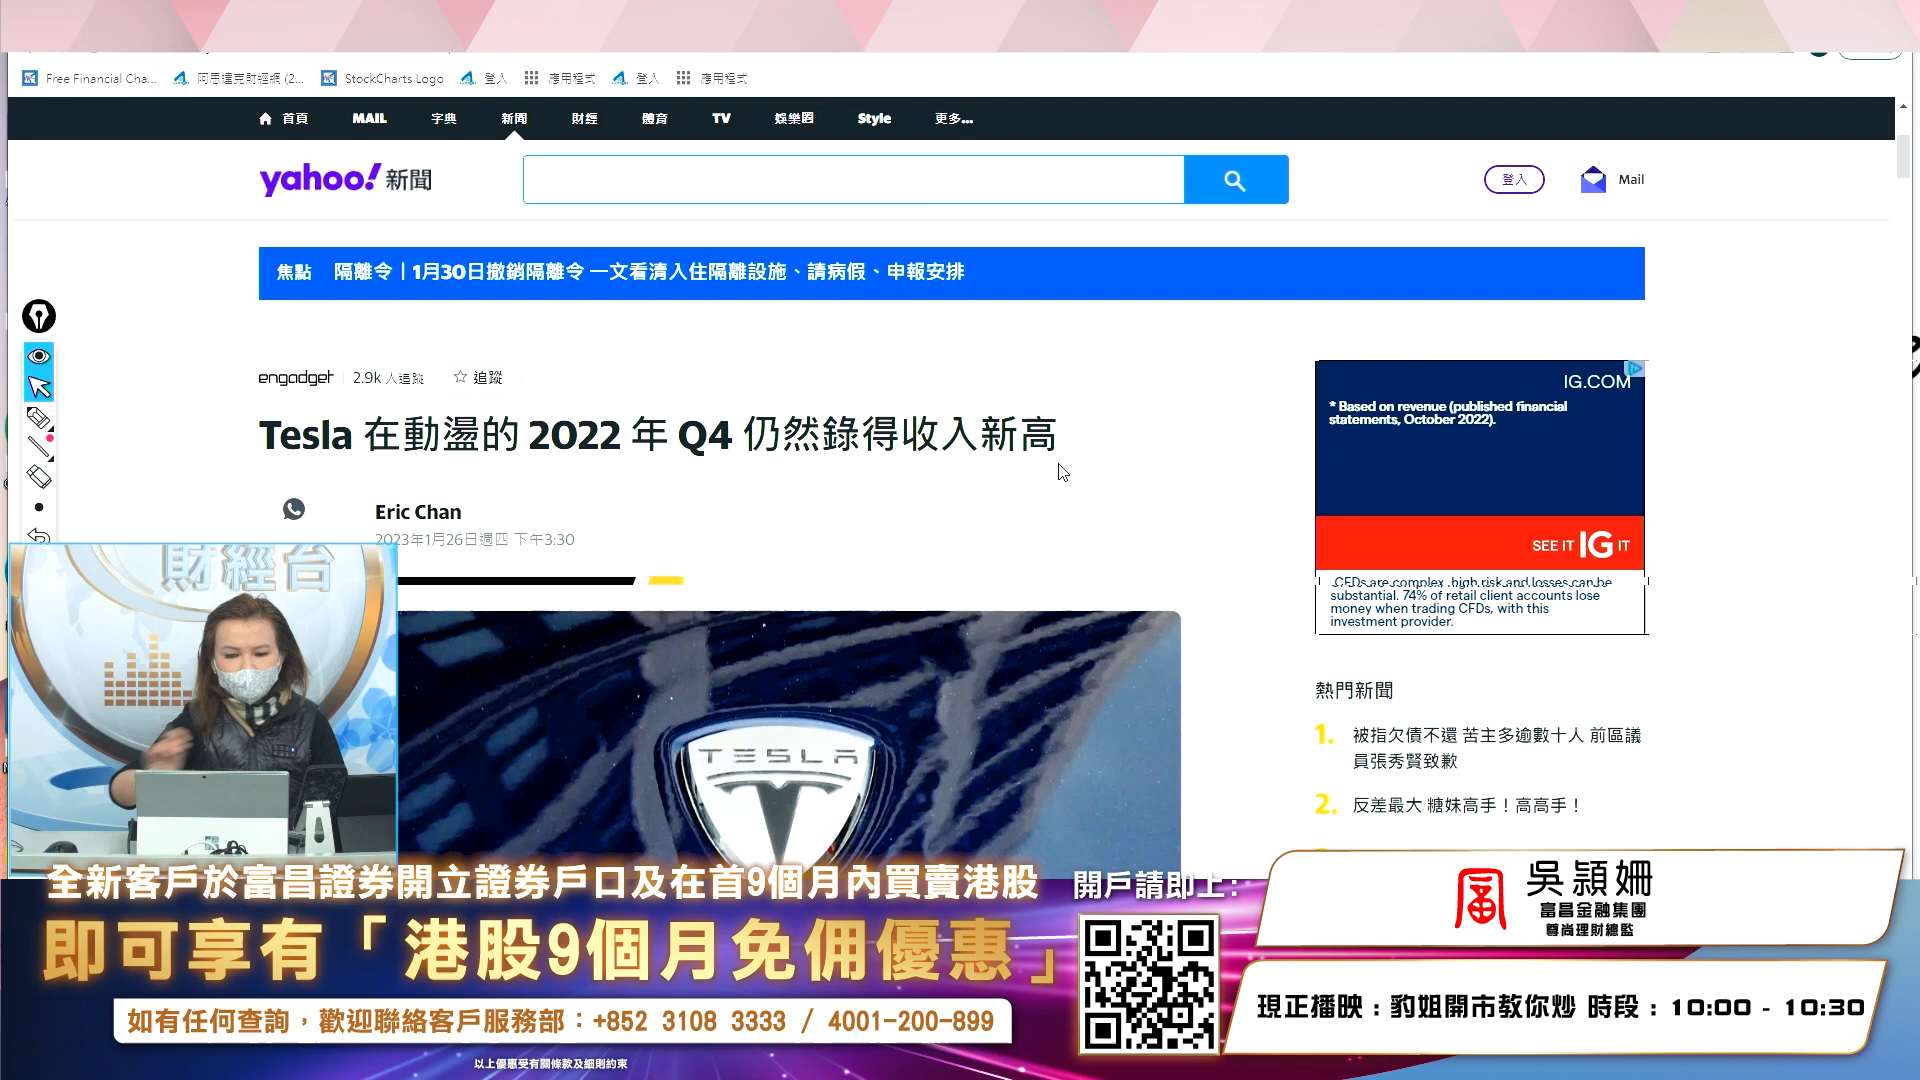 Free Financial Cha...
阿思達克財經網 (2...
StockCharts Logo
登入
應用程式
登入
應用程式
首頁
MAIL
字典
新聞
財經
體育
TV
娛樂圈
Style
更多...
yahoo! 新聞
登入
Mail
焦點 隔離令｜1月30日撤銷隔離令 一文看清入住隔離設施、請病假、申報安排
engadget 2.9k 人追蹤 ☆ 追蹤
Tesla 在動盪的 2022 年 Q4 仍然錄得收入新高
Eric Chan
2023年1月26日週四 下午3:30
IG.COM
* Based on revenue (published financial
statements, October 2022).
SEE IT IG IT
CFDs are complex, high risk and losses can be
substantial. 74% of retail client accounts lose
money when trading CFDs, with this
investment provider.
熱門新聞
1. 被指欠債不還 苦主多逾數十人 前區議
員張秀賢致歉
2. 反差最大 糖妹高手！高高手！
財經台
TESLA
全新客戶於富昌證券開立證券戶口及在首9個月內買賣港股
即可享有「港股9個月免佣優惠」
如有任何查詢，歡迎聯絡客戶服務部：+852 3108 3333 / 4001-200-899
以上優惠受有關條款及細則約束
開戶請即上：
吳潁姍
富昌金融集團
尊尚理財總監
現正播映：豹姐開市教你炒 時段：10:00 - 10:30